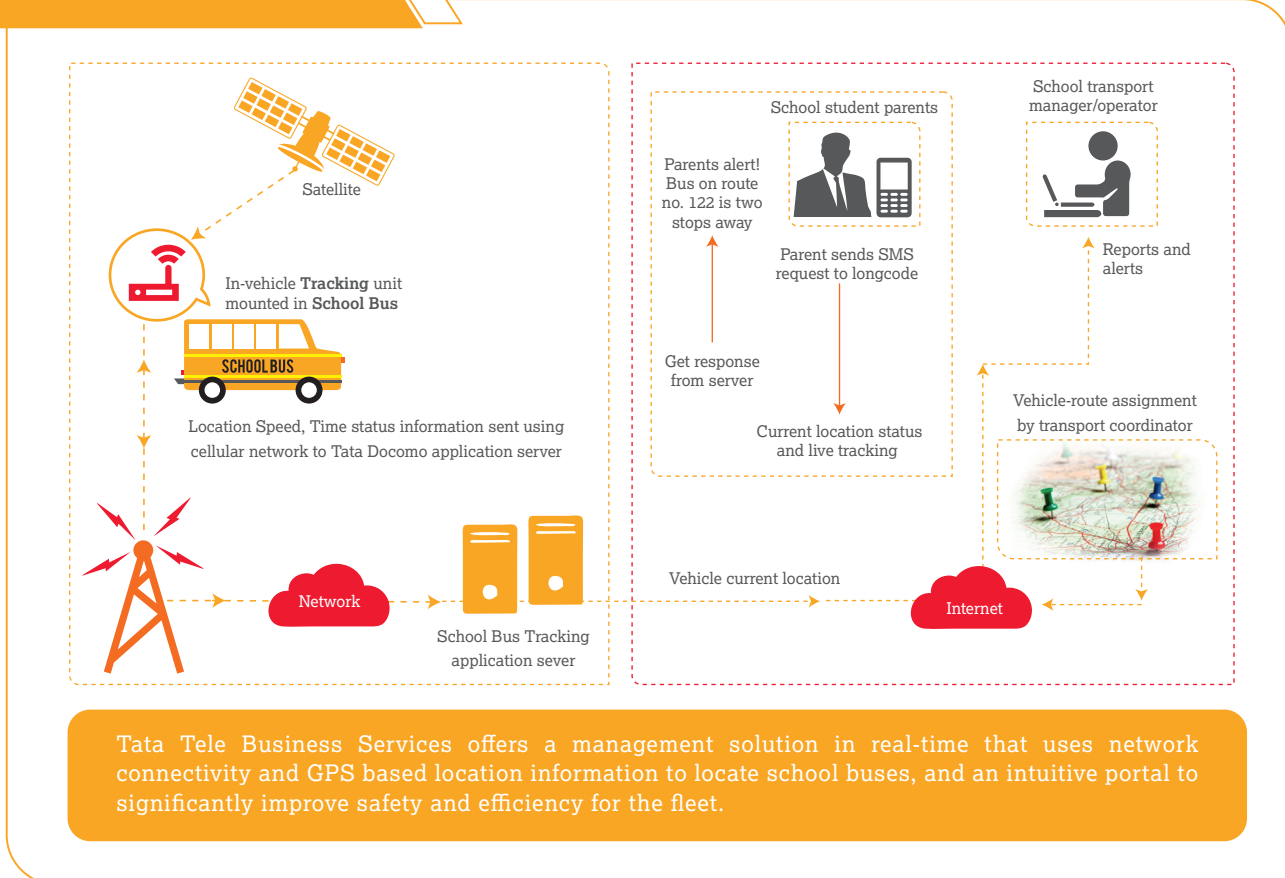 Satellite
In-vehicle Tracking unit
mounted in School Bus
SCHOOL BUS
Location Speed, Time status information sent using
cellular network to Tata Docomo application server
Network
School Bus Tracking
application sever
School student parents
Parents alert!
Bus on route
no. 122 is two
stops away
Parent sends SMS
request to longcode
Get response
from server
Current location status
and live tracking
School transport
manager/operator
Reports and
alerts
Vehicle-route assignment
by transport coordinator
Vehicle current location
Internet
Tata Tele Business Services offers a management solution in real-time that uses network
connectivity and GPS based location information to locate school buses, and an intuitive portal to
significantly improve safety and efficiency for the fleet.